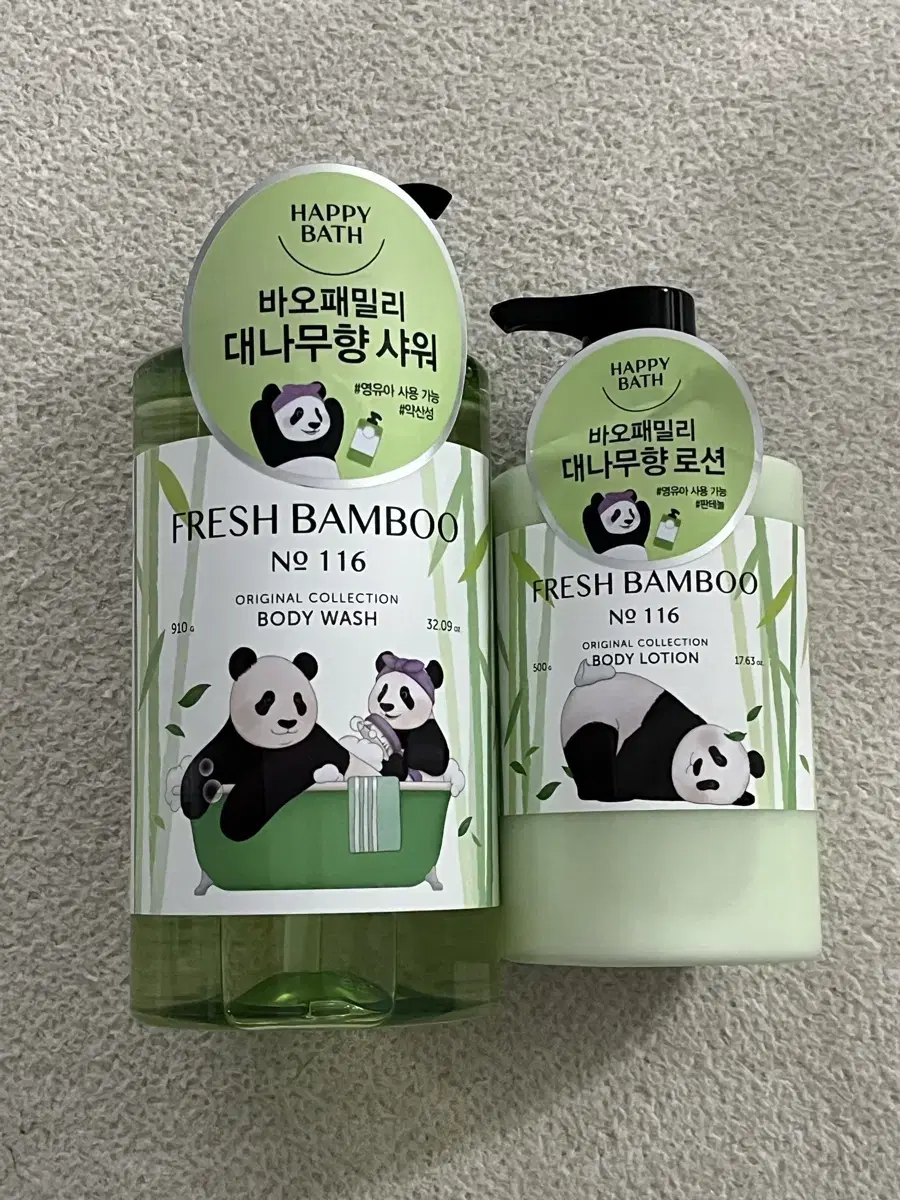 HAPPY
BATH
바오패밀리
대나무향 샤워
#영유아 사용 가능
#약산성
FRESH BAMBOO
№ 116
ORIGINAL COLLECTION
BODY WASH
910 G
32.09 oz.
HAPPY
BATH
바오패밀리
대나무향 로션
#영유아 사용 가능
#판테놀
FRESH BAMBOO
№ 116
ORIGINAL COLLECTION
BODY LOTION
500 G
17.63 oz.